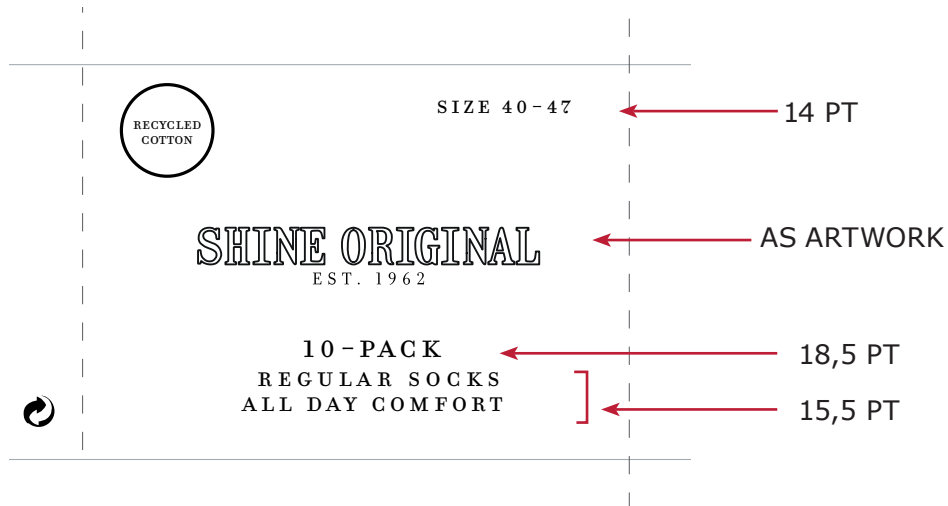 SIZE 40-47
14 PT
RECYCLED
COTTON
SHINE ORIGINAL
AS ARTWORK
EST. 1962
10-PACK
18,5 PT
REGULAR SOCKS
ALL DAY COMFORT
15,5 PT